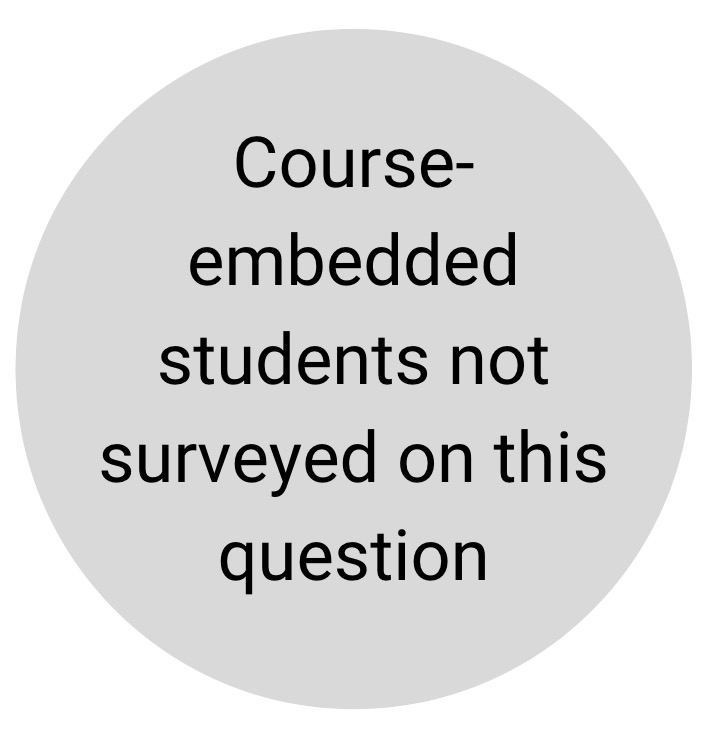 Course-
embedded
students not
surveyed on this
question